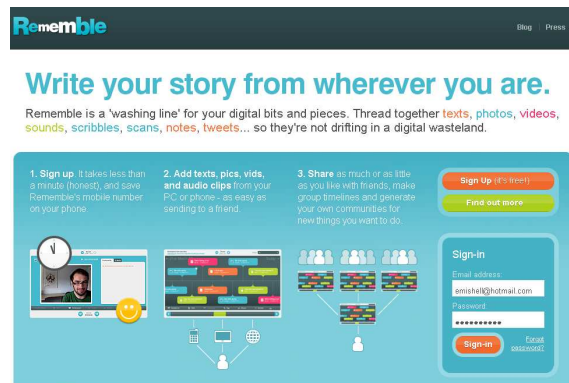 Rememble
Blog | Press
Write your story from wherever you are.
Rememble is a 'washing line' for your digital bits and pieces. Thread together texts, photos, videos,
sounds, scribbles, scans, notes, tweets... so they're not drifting in a digital wasteland.
1. Sign up. It takes less than
a minute (honest), and save
Rememble's mobile number
on your phone.
2. Add texts, pics, vids,
and audio clips from your
PC or phone - as easy as
sending to a friend.
3. Share as much or as little
as you like with friends, make
group timelines and generate
your own communities for
new things you want to do.
Sign Up (it's free!)
Find out more
Sign-in
Email address:
emishell@hotmail.com
Password:
Sign-in
Forgot
password?